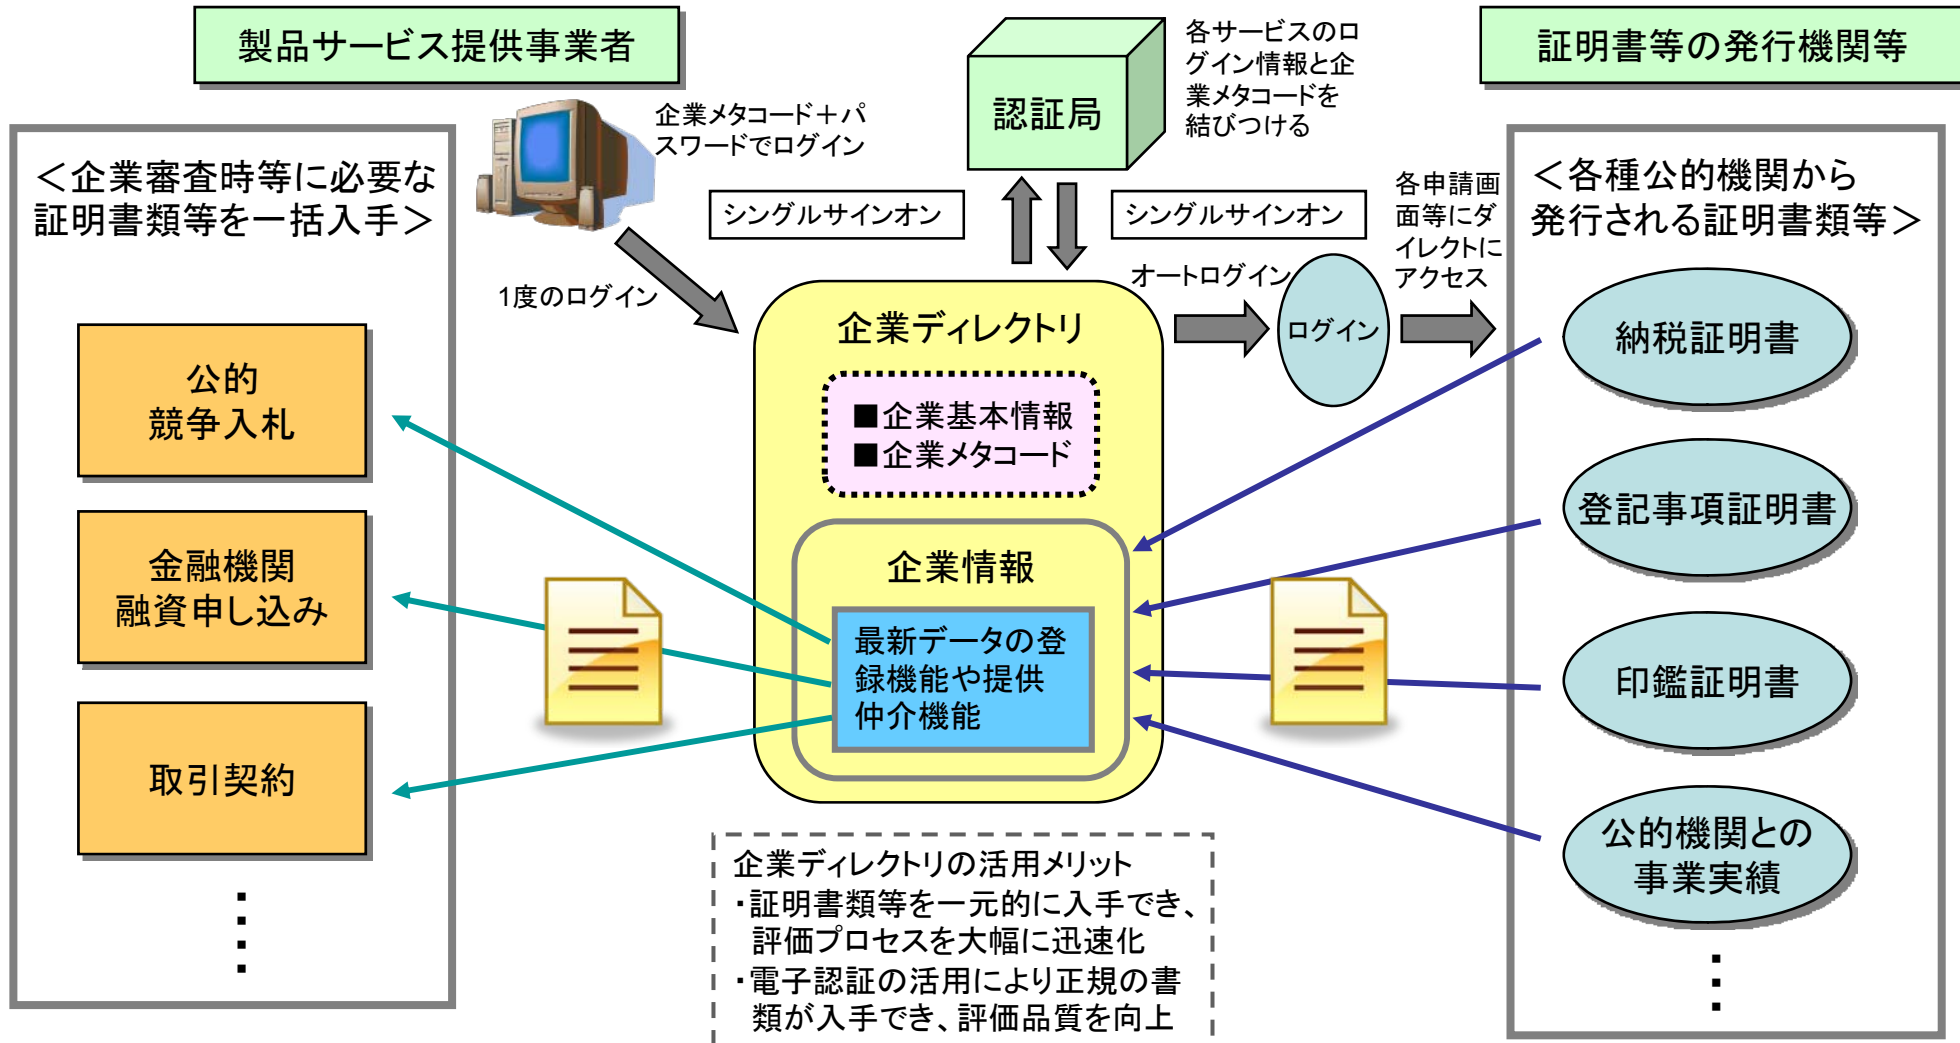 製品サービス提供事業者
＜企業審査時等に必要な
証明書類等を一括入手＞
公的
競争入札
金融機関
融資申し込み
取引契約
企業メタコード＋パ
スワードでログイン
1度のログイン
シングルサインオン
認証局
各サービスのロ
グイン情報と企
業メタコードを
結びつける
シングルサインオン
オートログイン
ログイン
各申請画
面等にダ
イレクトに
アクセス
企業ディレクトリ
■企業基本情報
■企業メタコード
企業情報
最新データの登
録機能や提供
仲介機能
企業ディレクトリの活用メリット
・証明書類等を一元的に入手でき、
評価プロセスを大幅に迅速化
・電子認証の活用により正規の書
類が入手でき、評価品質を向上
証明書等の発行機関等
＜各種公的機関から
発行される証明書類等＞
納税証明書
登記事項証明書
印鑑証明書
公的機関との
事業実績